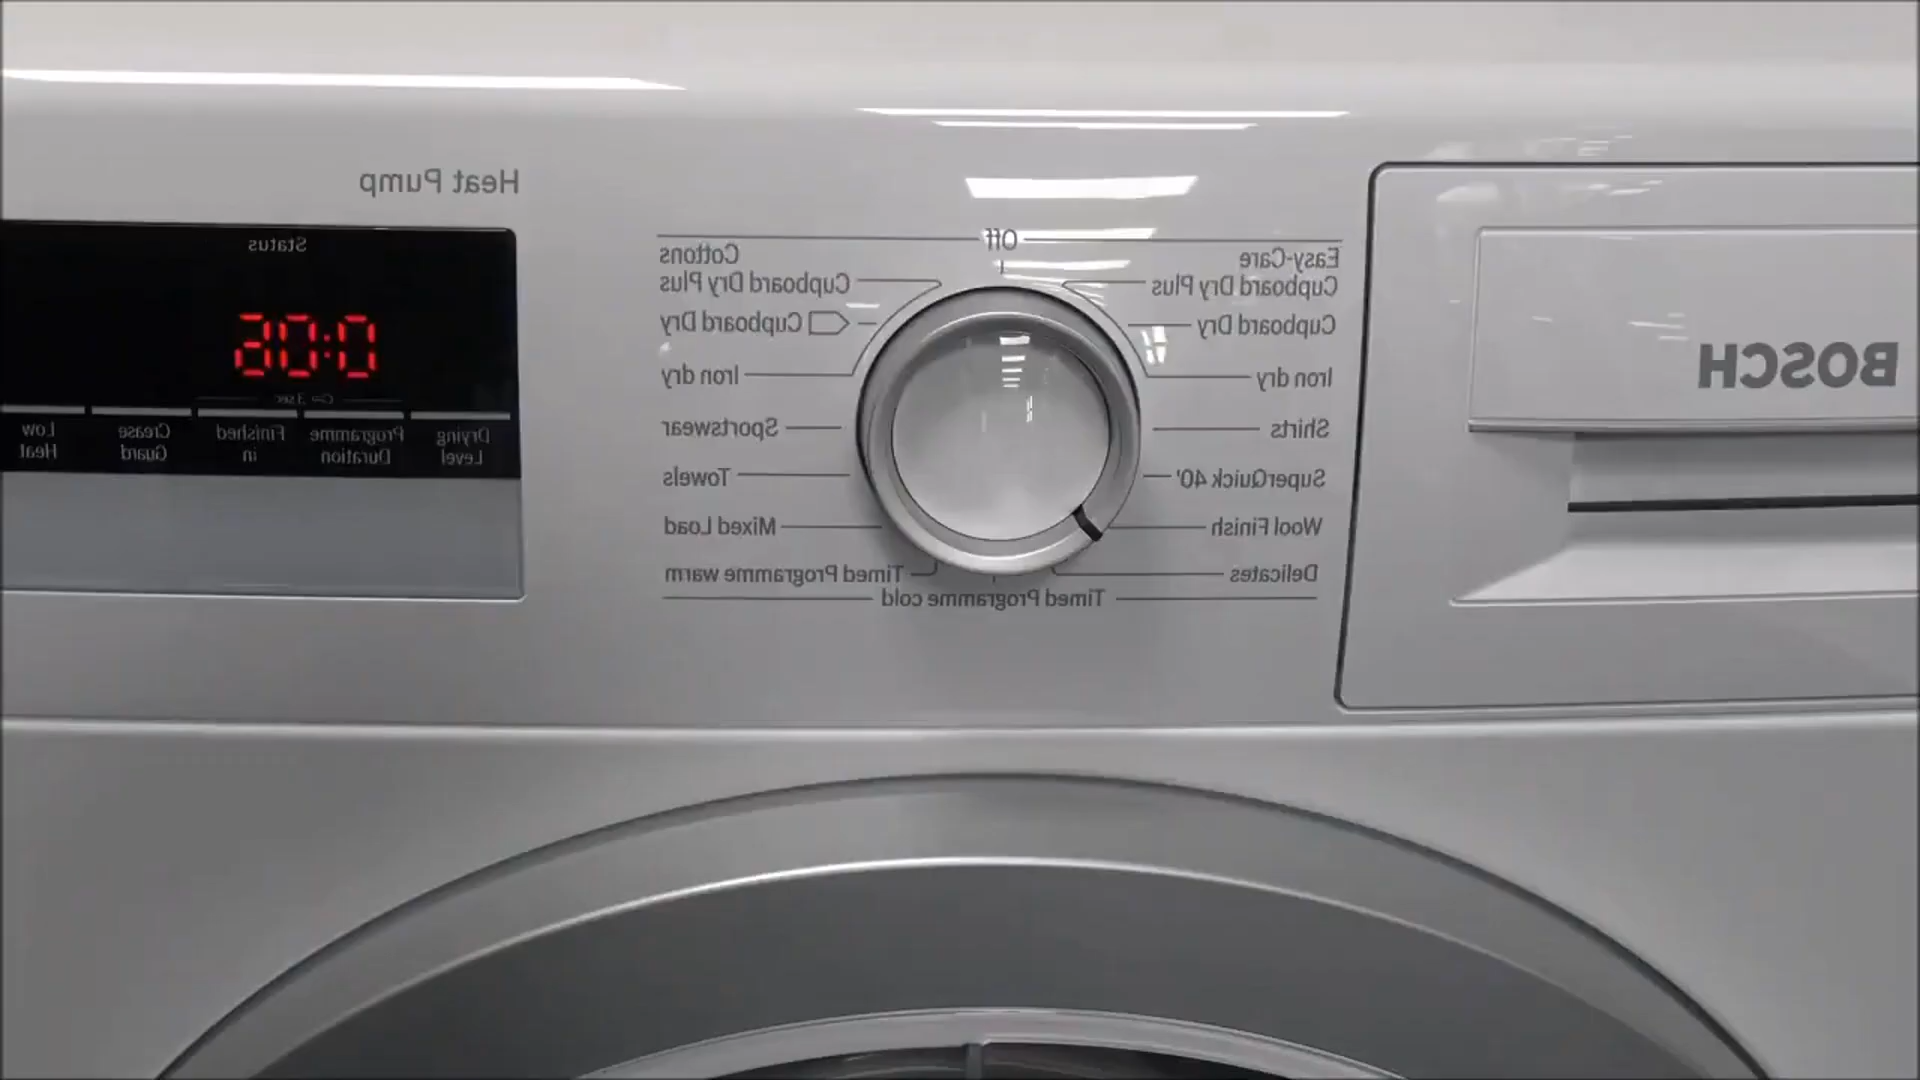 BOSCH
Off
Easy-Care
Cupboard Dry Plus
Cupboard Dry
Iron dry
Shirts
SuperQuick 40'
Wool Finish
Delicates
Timed Programme cold
Timed Programme warm
Mixed Load
Towels
Sportswear
Iron dry
Cupboard Dry
Cupboard Dry Plus
Cottons
Heat Pump
Status
0:05
3 sec
Drying Level
Programme Duration
Finished in
Crease Guard
Low Heat